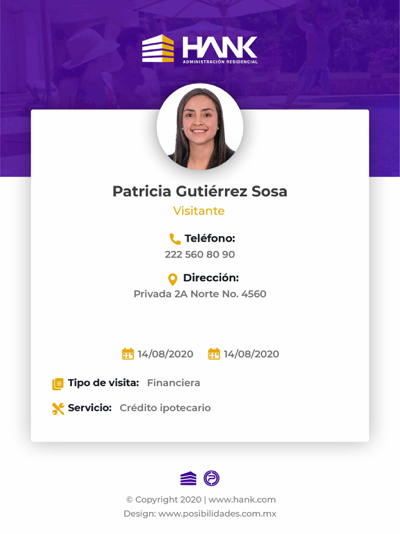 HANK
ADMINISTRACIÓN RESIDENCIAL
Patricia Gutiérrez Sosa
Visitante
Teléfono:
222 560 80 90
Dirección:
Privada 2A Norte No. 4560
14/08/2020 14/08/2020
Tipo de visita: Financiera
Servicio: Crédito ipotecario
© Copyright 2020 | www.hank.com
Design: www.posibilidades.com.mx